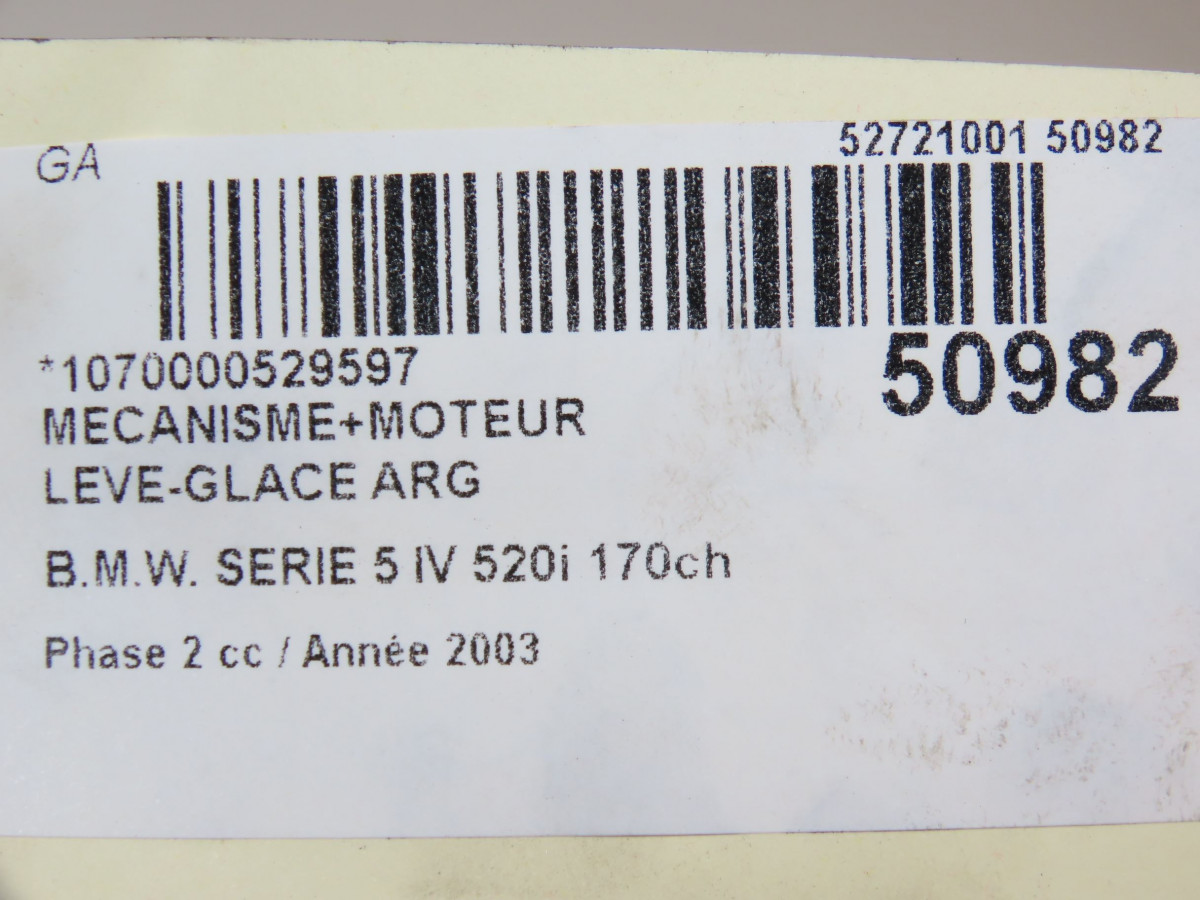 GA
52721001 50982
*1070000529597
50982
MECANISME+MOTEUR
LEVE-GLACE ARG
B.M.W. SERIE 5 IV 520i 170ch
Phase 2 cc / Année 2003